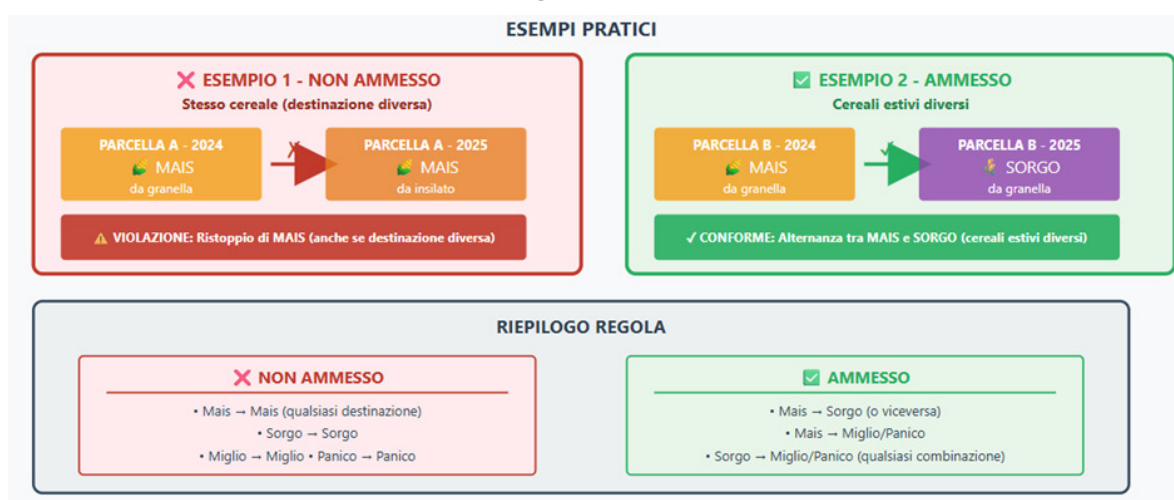 ESEMPI PRATICI
❌ ESEMPIO 1 - NON AMMESSO
Stesso cereale (destinazione diversa)
PARCELLA A - 2024
🌽 MAIS
da granella
✗
PARCELLA A - 2025
🌽 MAIS
da insilato
⚠ VIOLAZIONE: Ristoppio di MAIS (anche se destinazione diversa)
✅ ESEMPIO 2 - AMMESSO
Cereali estivi diversi
PARCELLA B - 2024
🌽 MAIS
da granella
✓
PARCELLA B - 2025
🌾 SORGO
da granella
✓ CONFORME: Alternanza tra MAIS e SORGO (cereali estivi diversi)
RIEPILOGO REGOLA
❌ NON AMMESSO
• Mais → Mais (qualsiasi destinazione)
• Sorgo → Sorgo
• Miglio → Miglio • Panico → Panico
✅ AMMESSO
• Mais → Sorgo (o viceversa)
• Mais → Miglio/Panico
• Sorgo → Miglio/Panico (qualsiasi combinazione)